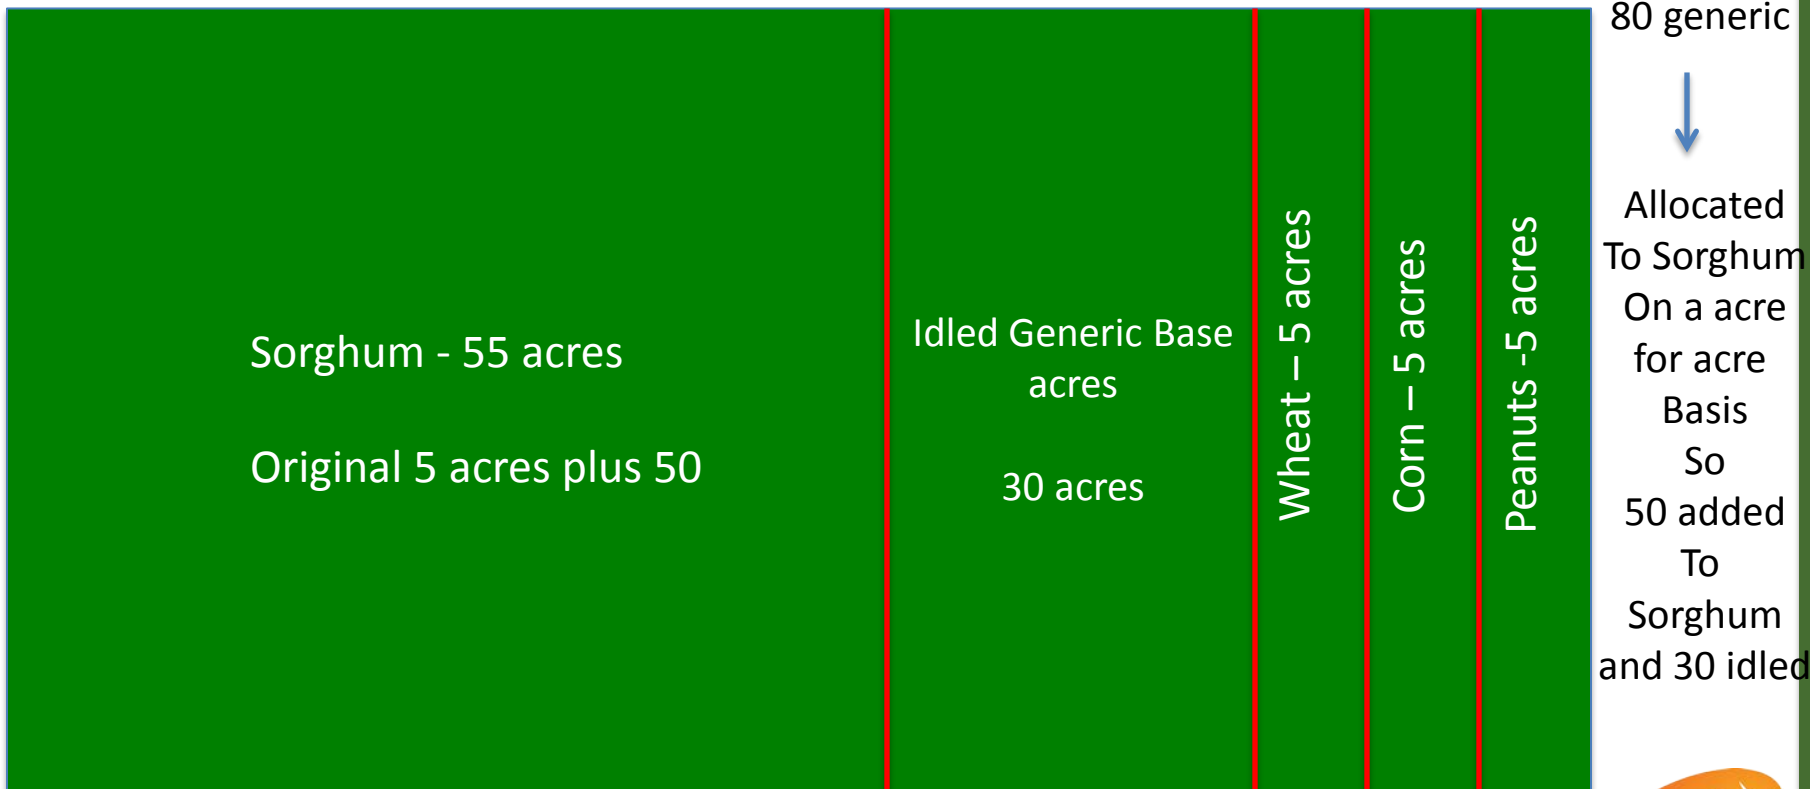 Sorghum - 55 acres
Original 5 acres plus 50
Idled Generic Base
acres
30 acres
Wheat – 5 acres
Corn – 5 acres
Peanuts -5 acres
80 generic
Allocated
To Sorghum
On a acre
for acre
Basis
So
50 added
To
Sorghum
and 30 idled